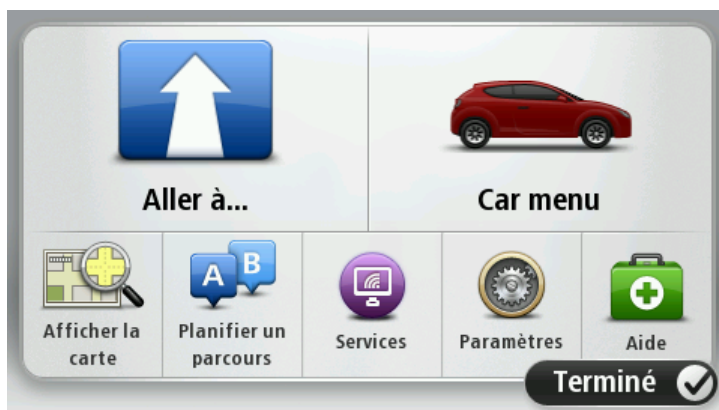 Aller à...
Car menu
Afficher la
carte
A B
Planifier un
parcours
Services
Paramètres
Aide
Terminé